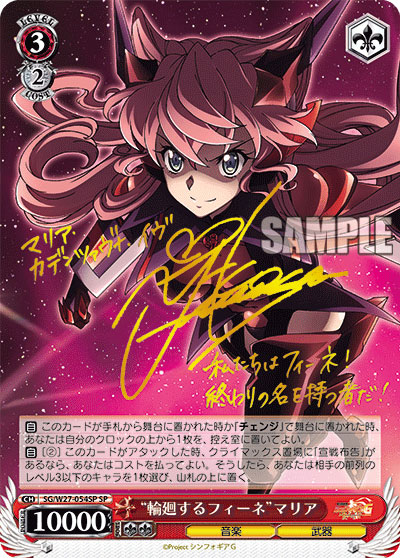 LEVEL
3
2
COST
SAMPLE
マリア・
カデンツァヴナ・イヴ
私たちはフィーネ！
終わりの名を持つ者だ！
自 このカードが手札から舞台に置かれた時か「チェンジ」で舞台に置かれた時、
あなたは自分のクロックの上から1枚を、控え室に置いてよい。
自 [②] このカードがアタックした時、クライマックス置場に「宣戦布告」が
あるなら、あなたはコストを払ってよい。そうしたら、あなたは相手の前列の
レベル3以下のキャラを1枚選び、山札の上に置く。
CH SG/W27-054SP SP
10000
“輪廻するフィーネ”マリア
音楽
武器
©Project シンフォギアG